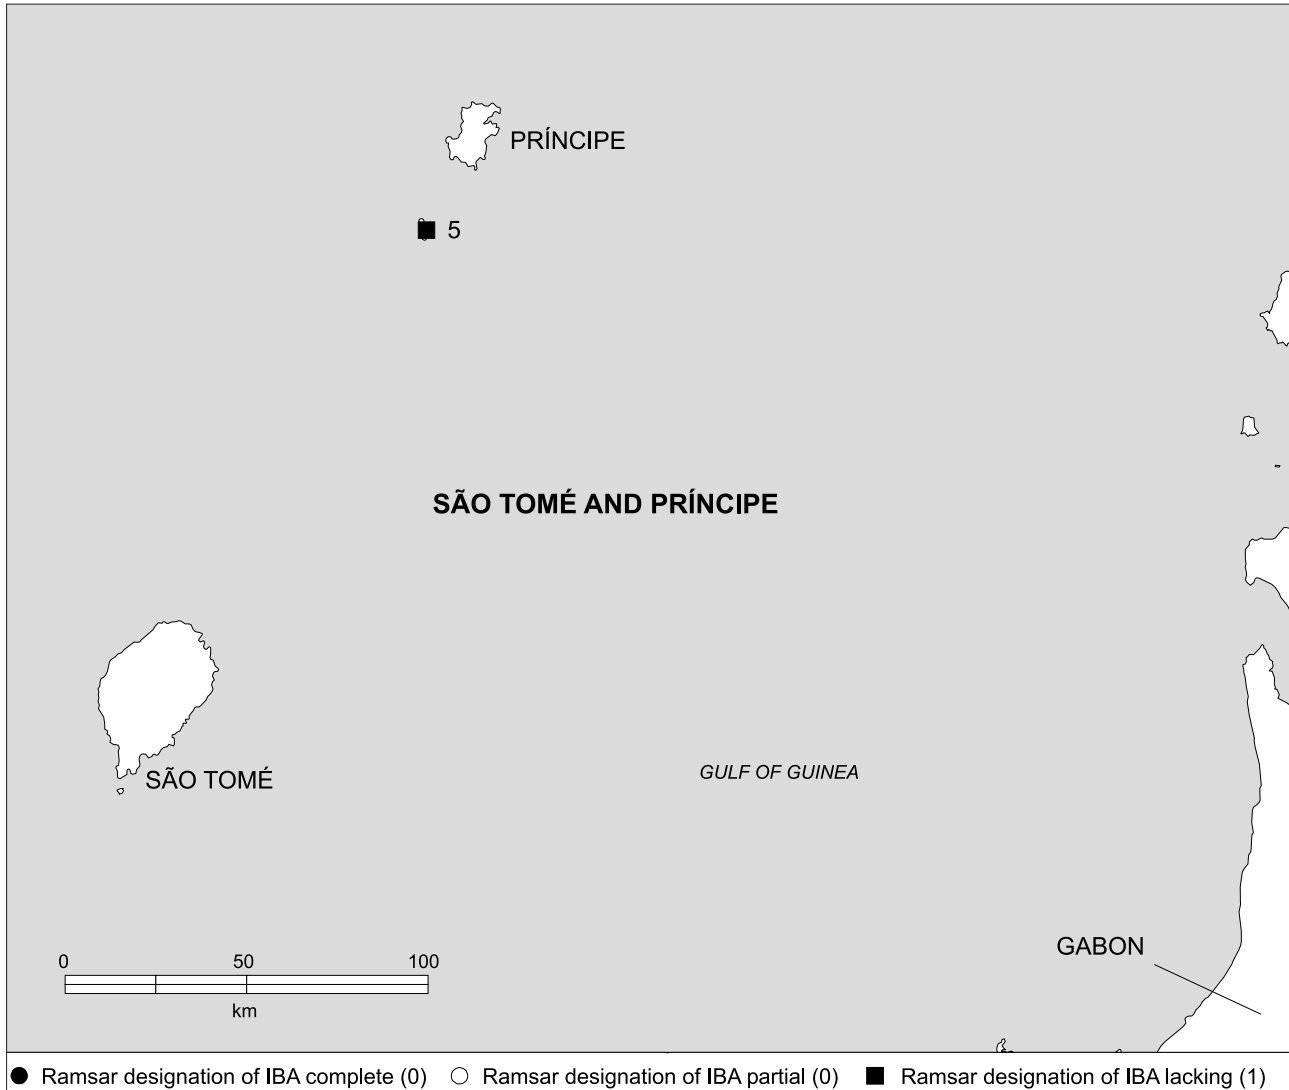 PRÍNCIPE
5
SÃO TOMÉ AND PRÍNCIPE
SÃO TOMÉ
GULF OF GUINEA
GABON
0 50 100
km
Ramsar designation of IBA complete (0) Ramsar designation of IBA partial (0) Ramsar designation of IBA lacking (1)